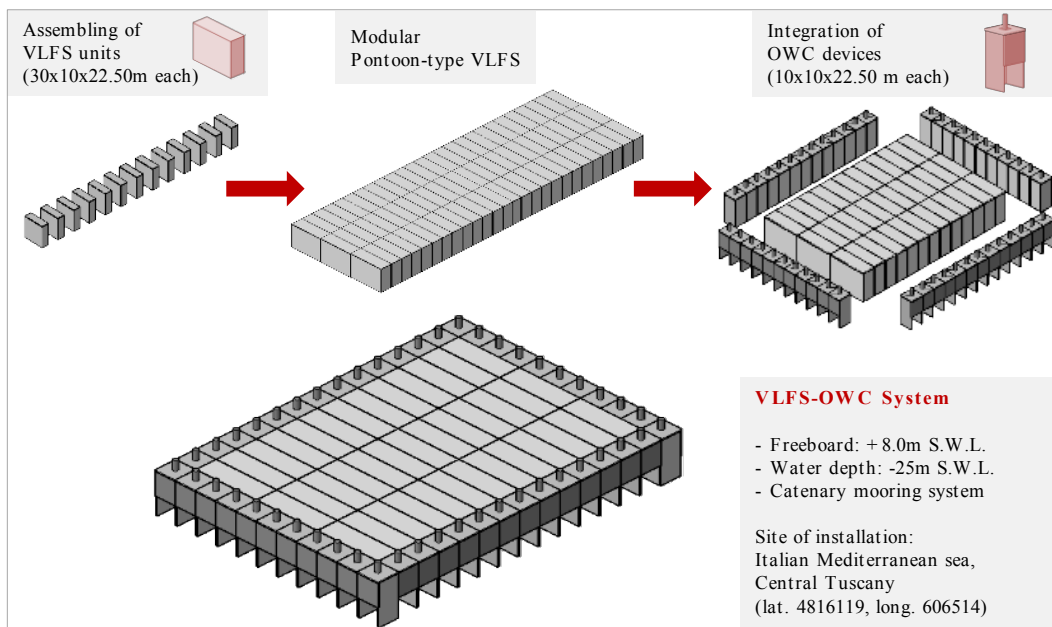 Assembling of
VLFS units
(30x10x22.50m each)
Modular
Pontoon-type VLFS
Integration of
OWC devices
(10x10x22.50 m each)
VLFS-OWC System
- Freeboard: +8.0m S.W.L.
- Water depth: -25m S.W.L.
- Catenary mooring system
Site of installation:
Italian Mediterranean sea,
Central Tuscany
(lat. 4816119, long. 606514)